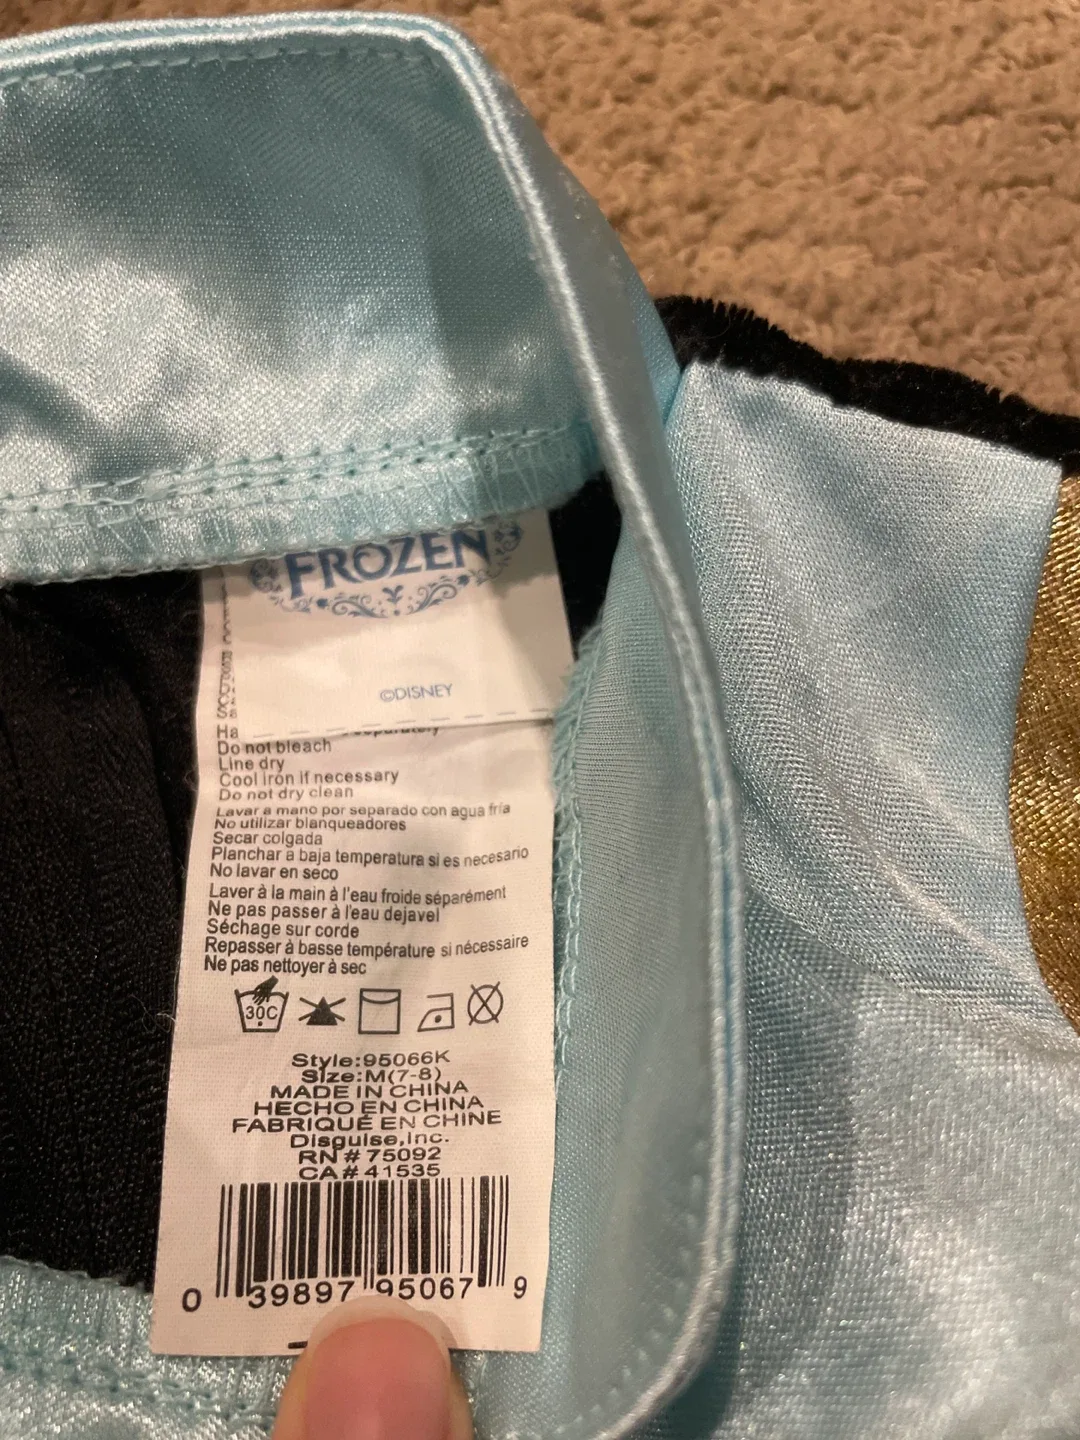 FROZEN
©DISNEY
Ha separately
Do not bleach
Line dry
Cool iron if necessary
Do not dry clean
Lavar a mano por separado con agua fria
No utilizar blanqueadores
Secar colgada
Planchar a baja temperatura si es necesario
No lavar en seco
Laver à la main à l'eau froide séparément
Ne pas passer à l'eau dejavel
Séchage sur corde
Repasser à basse température si nécessaire
Ne pas nettoyer à sec
30C
Style:95066K
Size:M(7-8)
MADE IN CHINA
HECHO EN CHINA
FABRIQUÉ EN CHINE
Disguise,Inc.
RN # 75092
CA # 41535
0 39897 95067 9